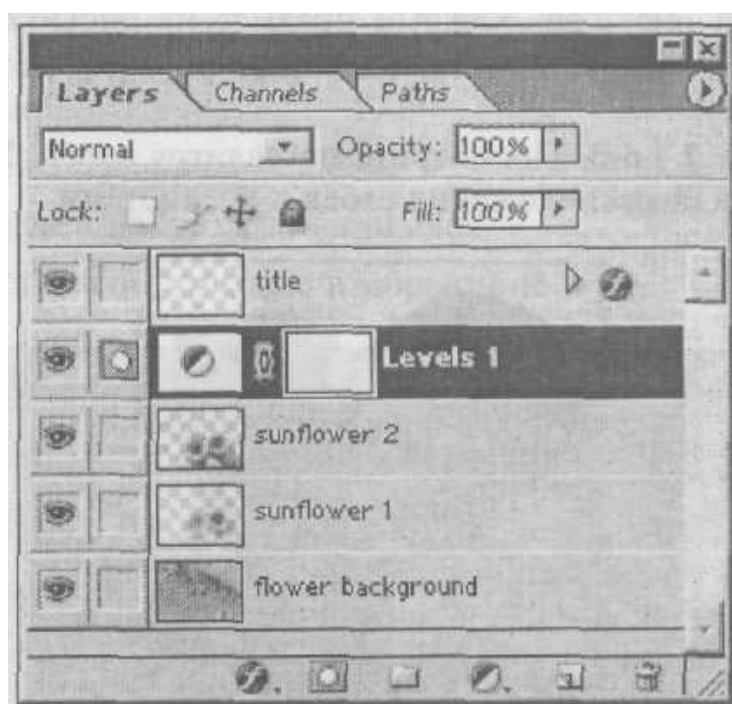 Layers Channels Paths
Normal Opacity: 100%
Lock: Fill: 100%
title
Levels 1
sunflower 2
sunflower 1
flower background